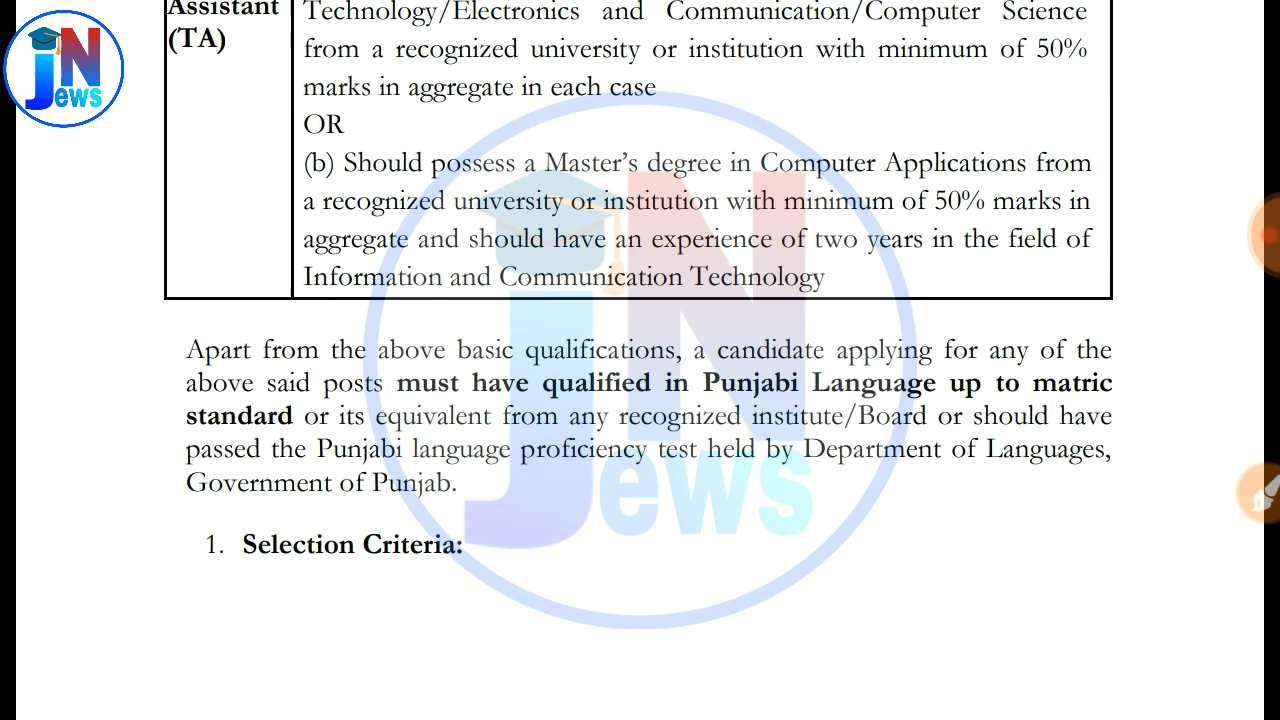 Assistant
(TA)
Technology/Electronics and Communication/Computer Science
from a recognized university or institution with minimum of 50%
marks in aggregate in each case
OR
(b) Should possess a Master’s degree in Computer Applications from
a recognized university or institution with minimum of 50% marks in
aggregate and should have an experience of two years in the field of
Information and Communication Technology
Apart from the above basic qualifications, a candidate applying for any of the
above said posts must have qualified in Punjabi Language up to matric
standard or its equivalent from any recognized institute/Board or should have
passed the Punjabi language proficiency test held by Department of Languages,
Government of Punjab.
1. Selection Criteria:
JN
ews
JN
ews